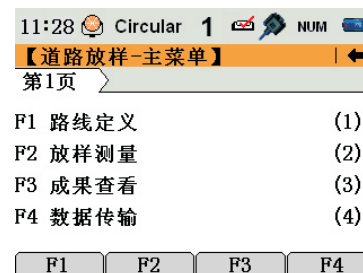 11:28 Circular 1 NUM
【道路放样-主菜单】
第1页
F1 路线定义 (1)
F2 放样测量 (2)
F3 成果查看 (3)
F4 数据传输 (4)
F1 F2 F3 F4